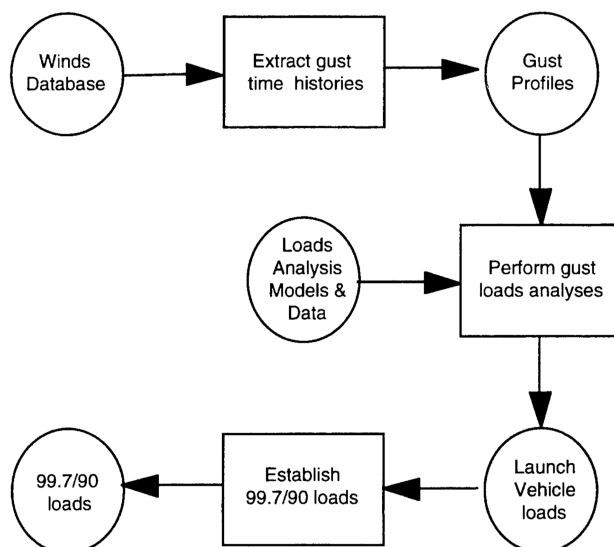 Winds
Database
Extract gust
time histories
Gust
Profiles
Loads
Analysis
Models &
Data
Perform gust
loads analyses
99.7/90
loads
Establish
99.7/90 loads
Launch
Vehicle
loads